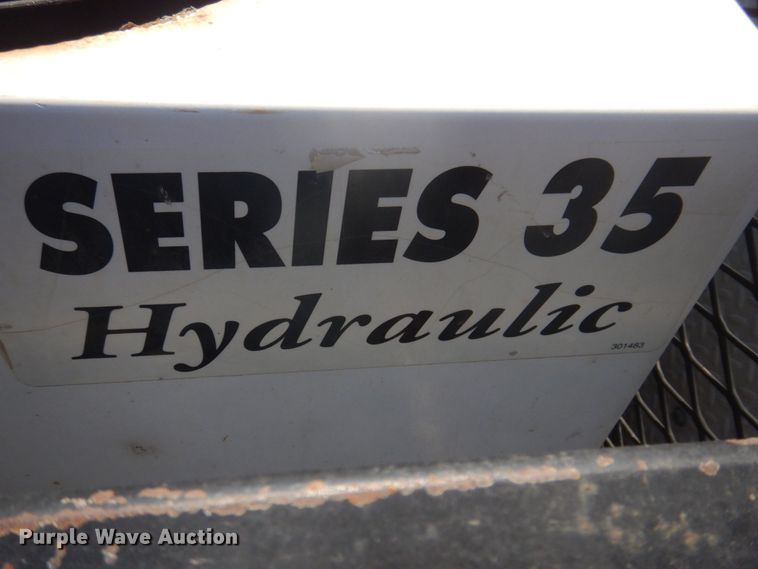 SERIES 35
Hydraulic
301483
Purple Wave Auction